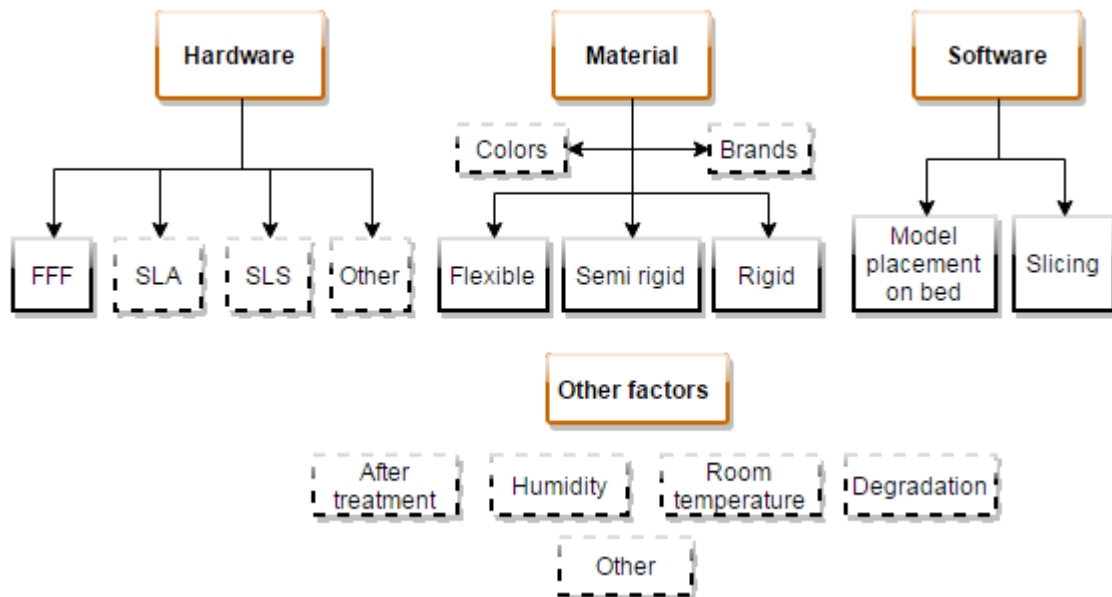 Hardware
Material
Software
Colors
Brands
FFF
SLA
SLS
Other
Flexible
Semi rigid
Rigid
Model
placement
on bed
Slicing
Other factors
After
treatment
Humidity
Room
temperature
Degradation
Other